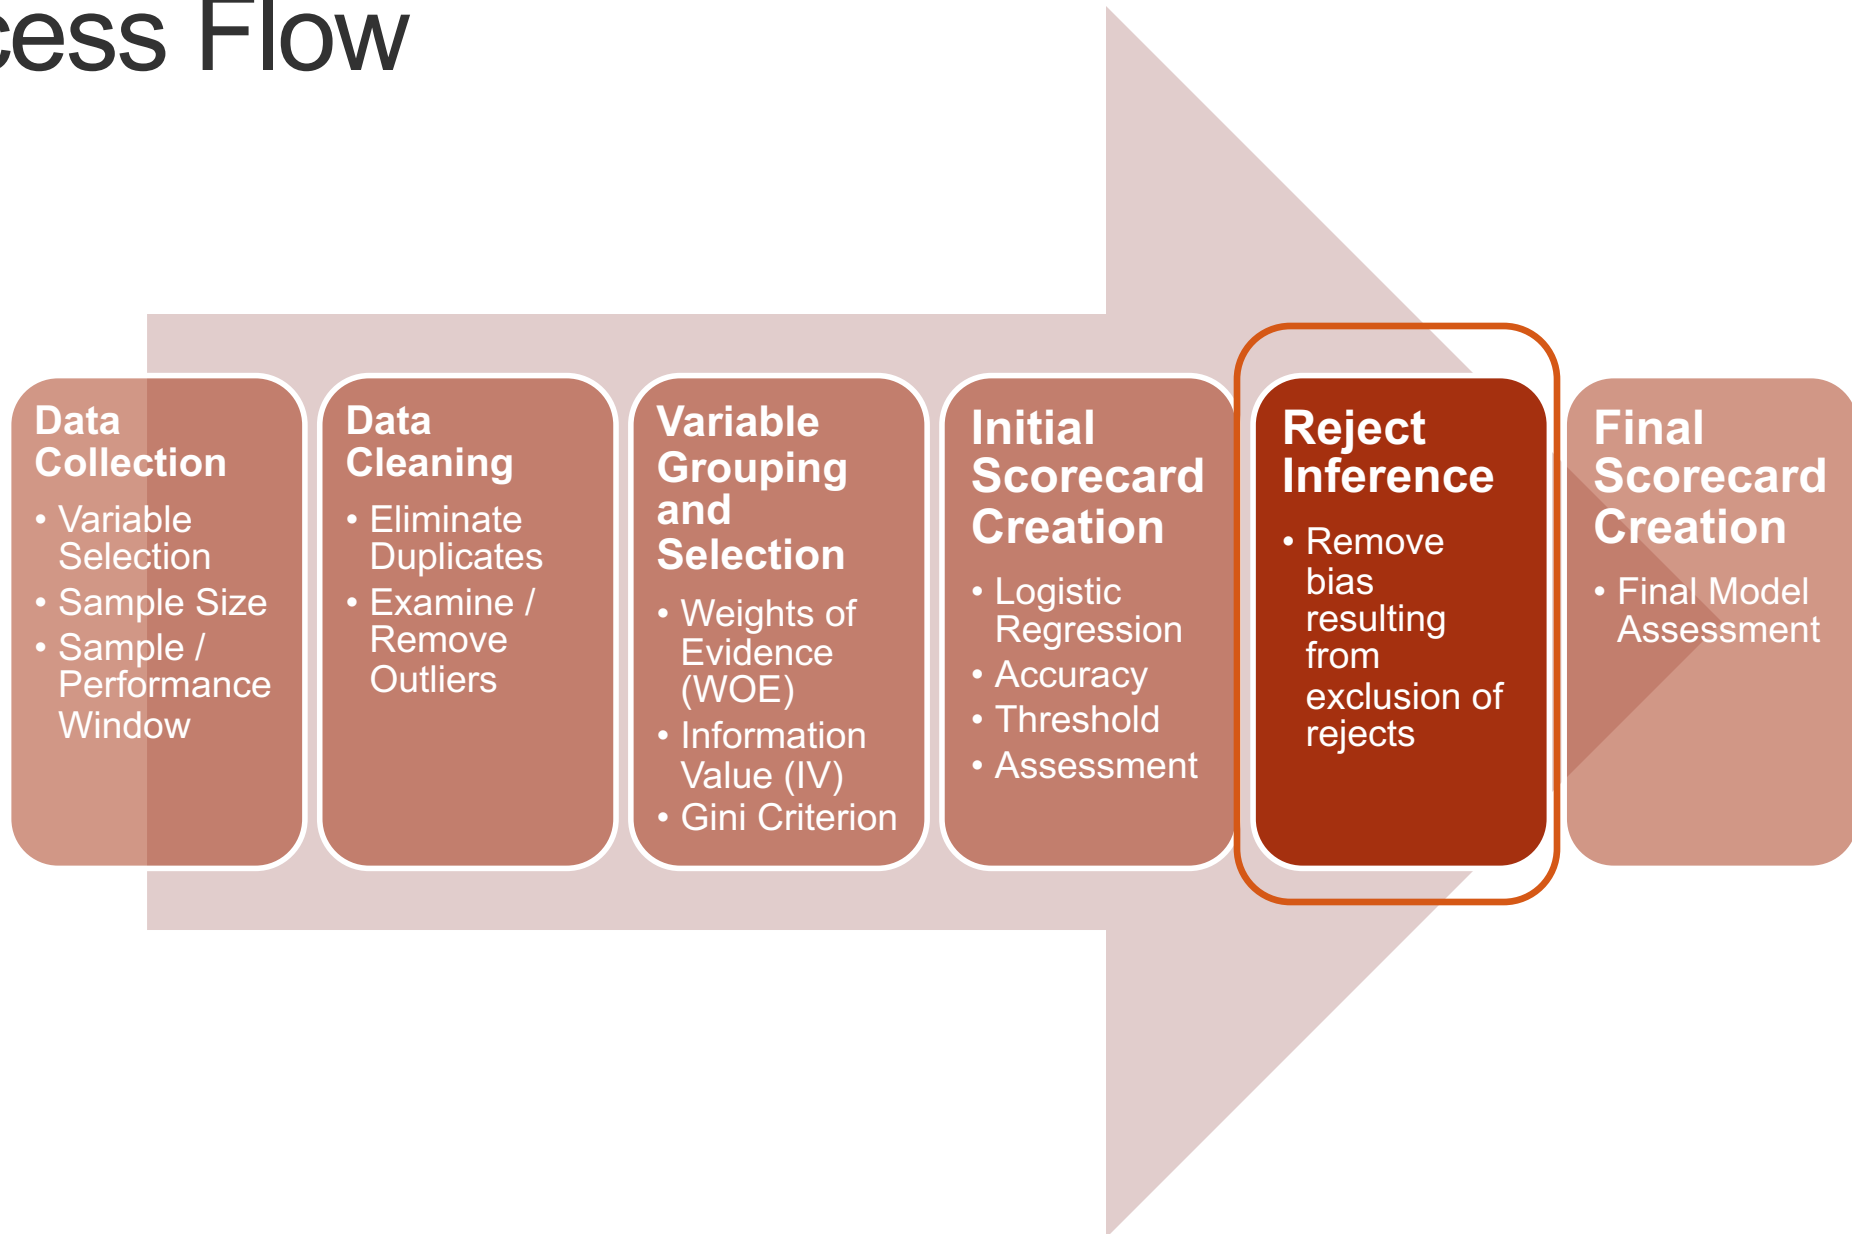 cess Flow
Data
Collection
• Variable
Selection
• Sample Size
• Sample /
Performance
Window
Data
Cleaning
• Eliminate
Duplicates
• Examine /
Remove
Outliers
Variable
Grouping
and
Selection
• Weights of
Evidence
(WOE)
• Information
Value (IV)
• Gini Criterion
Initial
Scorecard
Creation
• Logistic
Regression
• Accuracy
• Threshold
• Assessment
Reject
Inference
• Remove
bias
resulting
from
exclusion of
rejects
Final
Scorecard
Creation
• Final Model
Assessment